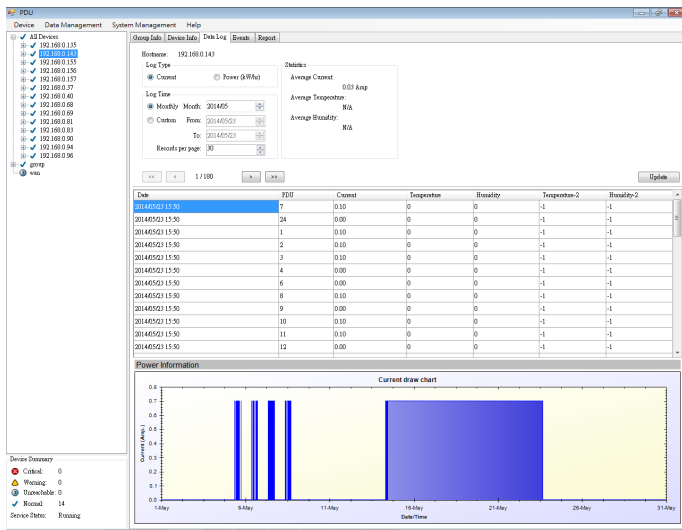 PDU
Device Data Management System Management Help
All Devices
192.168.0.135
192.168.0.143
192.168.0.155
192.168.0.156
192.168.0.157
192.168.0.37
192.168.0.40
192.168.0.68
192.168.0.69
192.168.0.81
192.168.0.83
192.168.0.90
192.168.0.94
192.168.0.96
group
wan
Device Summary
Critical: 0
Warning: 0
Unreachable: 0
Normal: 14
Service Status: Running
Group Info Device Info Data Log Events Report
Hostname: 192.168.0.143
Log Type
Current Power (kW/hr)
Log Time
Monthly Month: 2014/05
Custom From: 2014/05/23
To: 2014/05/23
Records per page: 30
Statistics
Average Current:
0.03 Amp
Average Temperature:
N/A
Average Humidity:
N/A
<< < 1 / 180 > >> Update
Date PDU Current Temperature Humidity Temperature-2 Humidity-2
2014/05/23 15:50 7 0.10 0 0 -1 -1
2014/05/23 15:50 24 0.00 0 0 -1 -1
2014/05/23 15:50 1 0.10 0 0 -1 -1
2014/05/23 15:50 2 0.10 0 0 -1 -1
2014/05/23 15:50 3 0.10 0 0 -1 -1
2014/05/23 15:50 4 0.00 0 0 -1 -1
2014/05/23 15:50 6 0.00 0 0 -1 -1
2014/05/23 15:50 8 0.10 0 0 -1 -1
2014/05/23 15:50 9 0.00 0 0 -1 -1
2014/05/23 15:50 10 0.10 0 0 -1 -1
2014/05/23 15:50 11 0.10 0 0 -1 -1
2014/05/23 15:50 12 0.00 0 0 -1 -1
Power Information
Current draw chart
Current (Amp.)
0.8
0.7
0.6
0.5
0.4
0.3
0.2
0.1
0.0
1-May 6-May 11-May 16-May 21-May 26-May 31-May
Date/Time